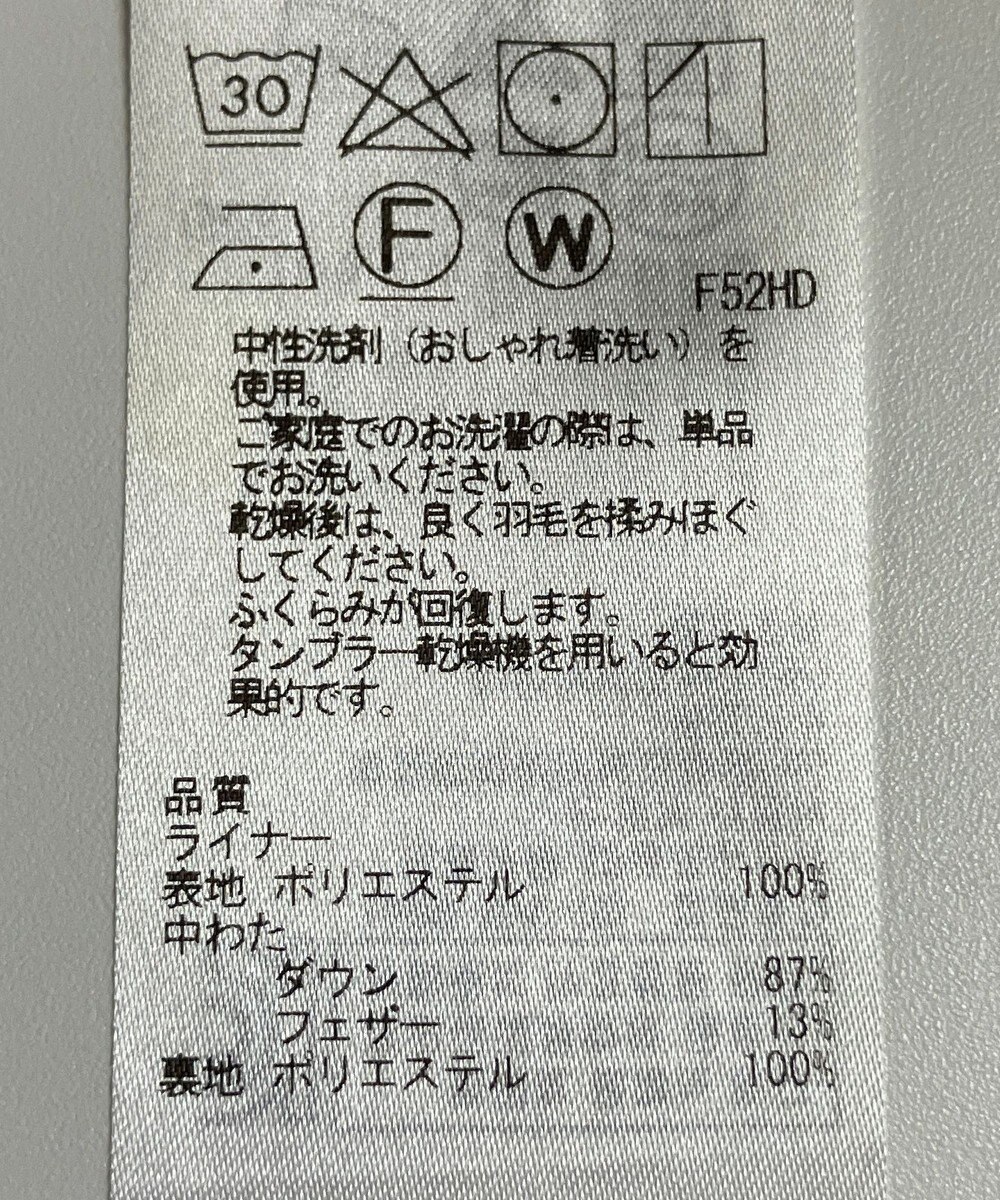 30
F W
F52HD
中性洗剤（おしゃれ着洗い）を
使用。
ご家庭でのお洗濯の際は、単品
でお洗いください。
乾燥後は、良く羽毛を揉みほぐ
してください。
ふくらみが回復します。
タンブラー乾燥機を用いると効
果的です。
品質
ライナー
表地 ポリエステル 100%
中わた
ダウン 87%
フェザー 13%
裏地 ポリエステル 100%